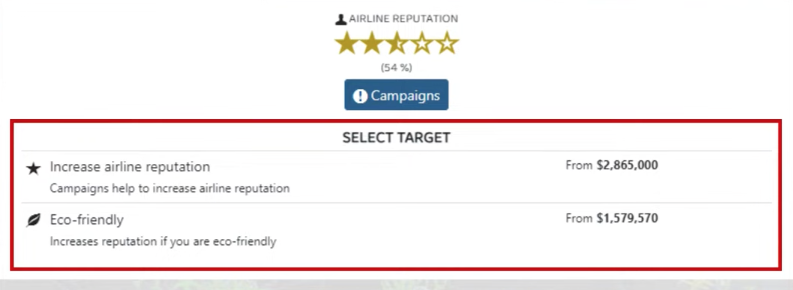 AIRLINE REPUTATION
(54 %)
Campaigns
SELECT TARGET
Increase airline reputation From $2,865,000
Campaigns help to increase airline reputation
Eco-friendly From $1,579,570
Increases reputation if you are eco-friendly